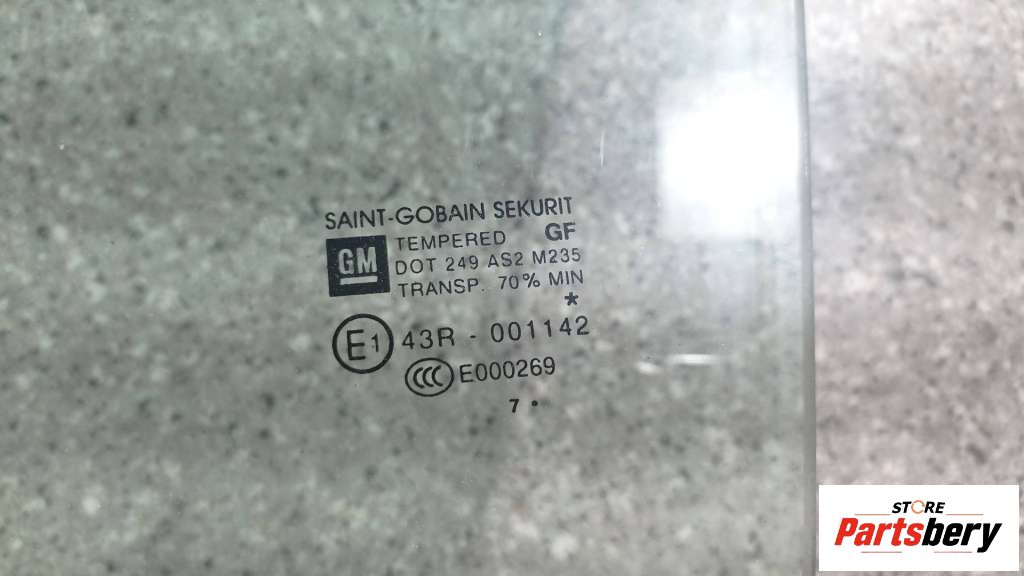 SAINT-GOBAIN SEKURIT
GM TEMPERED GF
DOT 249 AS2 M235
TRANSP. 70% MIN
*
E1 43R - 001142
CCC E000269
7 •
STORE
Partsbery